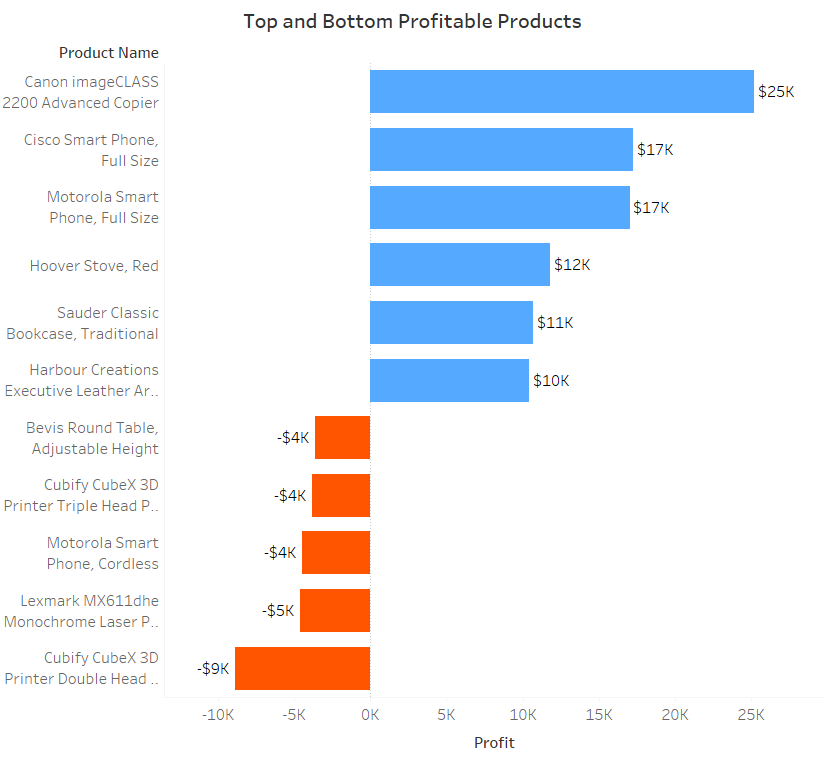 Top and Bottom Profitable Products
Product Name
Canon imageCLASS
2200 Advanced Copier
$25K
Cisco Smart Phone,
Full Size
$17K
Motorola Smart
Phone, Full Size
$17K
Hoover Stove, Red
$12K
Sauder Classic
Bookcase, Traditional
$11K
Harbour Creations
Executive Leather Ar..
$10K
Bevis Round Table,
Adjustable Height
-$4K
Cubify CubeX 3D
Printer Triple Head P..
-$4K
Motorola Smart
Phone, Cordless
-$4K
Lexmark MX611dhe
Monochrome Laser P..
-$5K
Cubify CubeX 3D
Printer Double Head ..
-$9K
-10K -5K 0K 5K 10K 15K 20K 25K
Profit